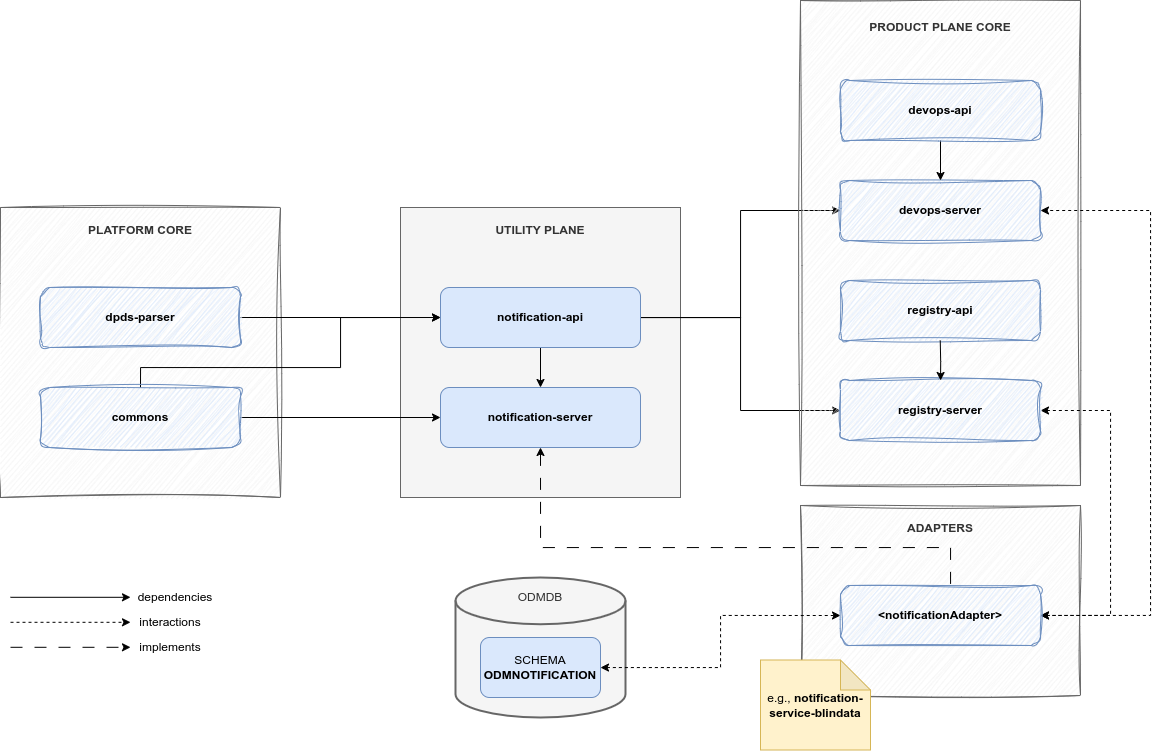 PRODUCT PLANE CORE
devops-api
devops-server
registry-api
registry-server
PLATFORM CORE
dpds-parser
commons
UTILITY PLANE
notification-api
notification-server
ADAPTERS
<notificationAdapter>
e.g., notification-
service-blindata
ODMDB
SCHEMA
ODMNOTIFICATION
dependencies
interactions
implements